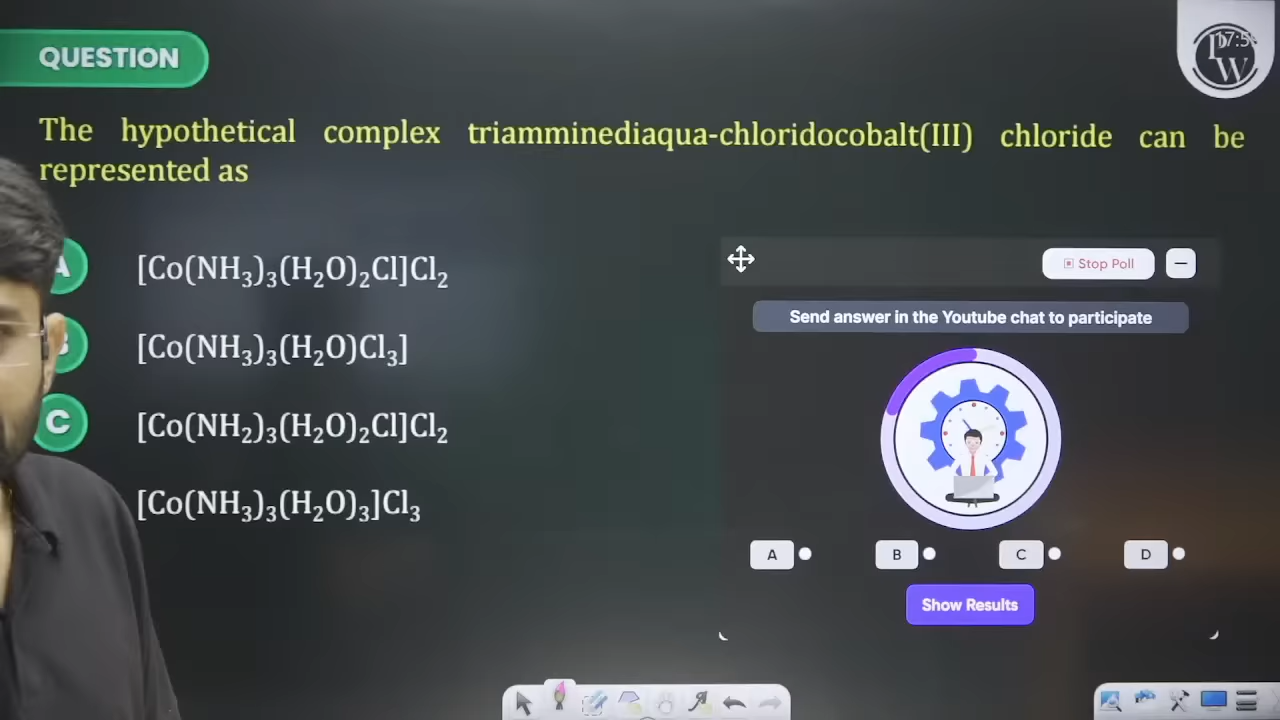 QUESTION
The hypothetical complex triamminediaqua-chloridocobalt(III) chloride can be
represented as
A
[Co(NH₃)₃(H₂O)₂Cl]Cl₂
[Co(NH₃)₃(H₂O)Cl₃]
C
[Co(NH₂)₃(H₂O)₂Cl]Cl₂
[Co(NH₃)₃(H₂O)₃]Cl₃
Stop Poll
Send answer in the Youtube chat to participate
A
B
C
D
Show Results
W